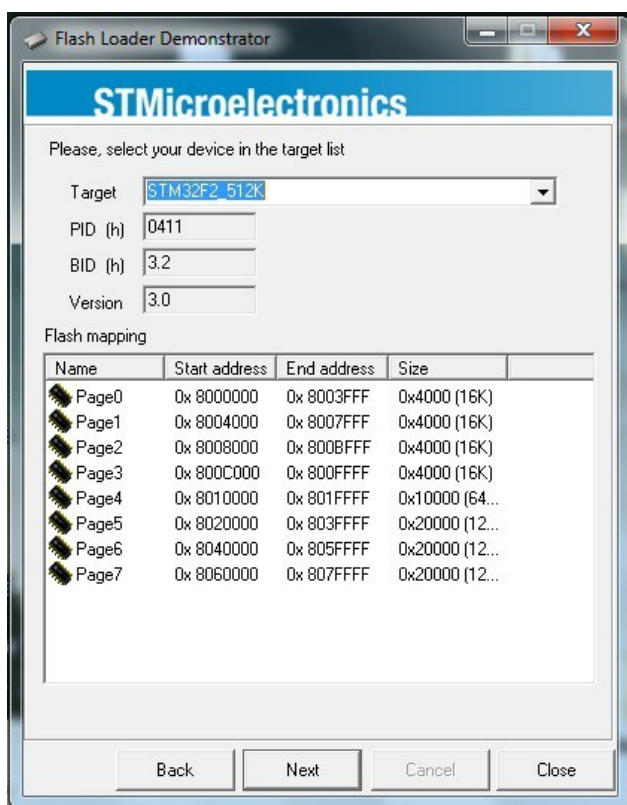 Flash Loader Demonstrator
STMicroelectronics
Please, select your device in the target list
Target STM32F2_512K
PID (h) 0411
BID (h) 3.2
Version 3.0
Flash mapping
Name Start address End address Size
Page0 0x 8000000 0x 8003FFF 0x4000 (16K)
Page1 0x 8004000 0x 8007FFF 0x4000 (16K)
Page2 0x 8008000 0x 800BFFF 0x4000 (16K)
Page3 0x 800C000 0x 800FFFF 0x4000 (16K)
Page4 0x 8010000 0x 801FFFF 0x10000 (64...
Page5 0x 8020000 0x 803FFFF 0x20000 (12...
Page6 0x 8040000 0x 805FFFF 0x20000 (12...
Page7 0x 8060000 0x 807FFFF 0x20000 (12...
Back Next Cancel Close